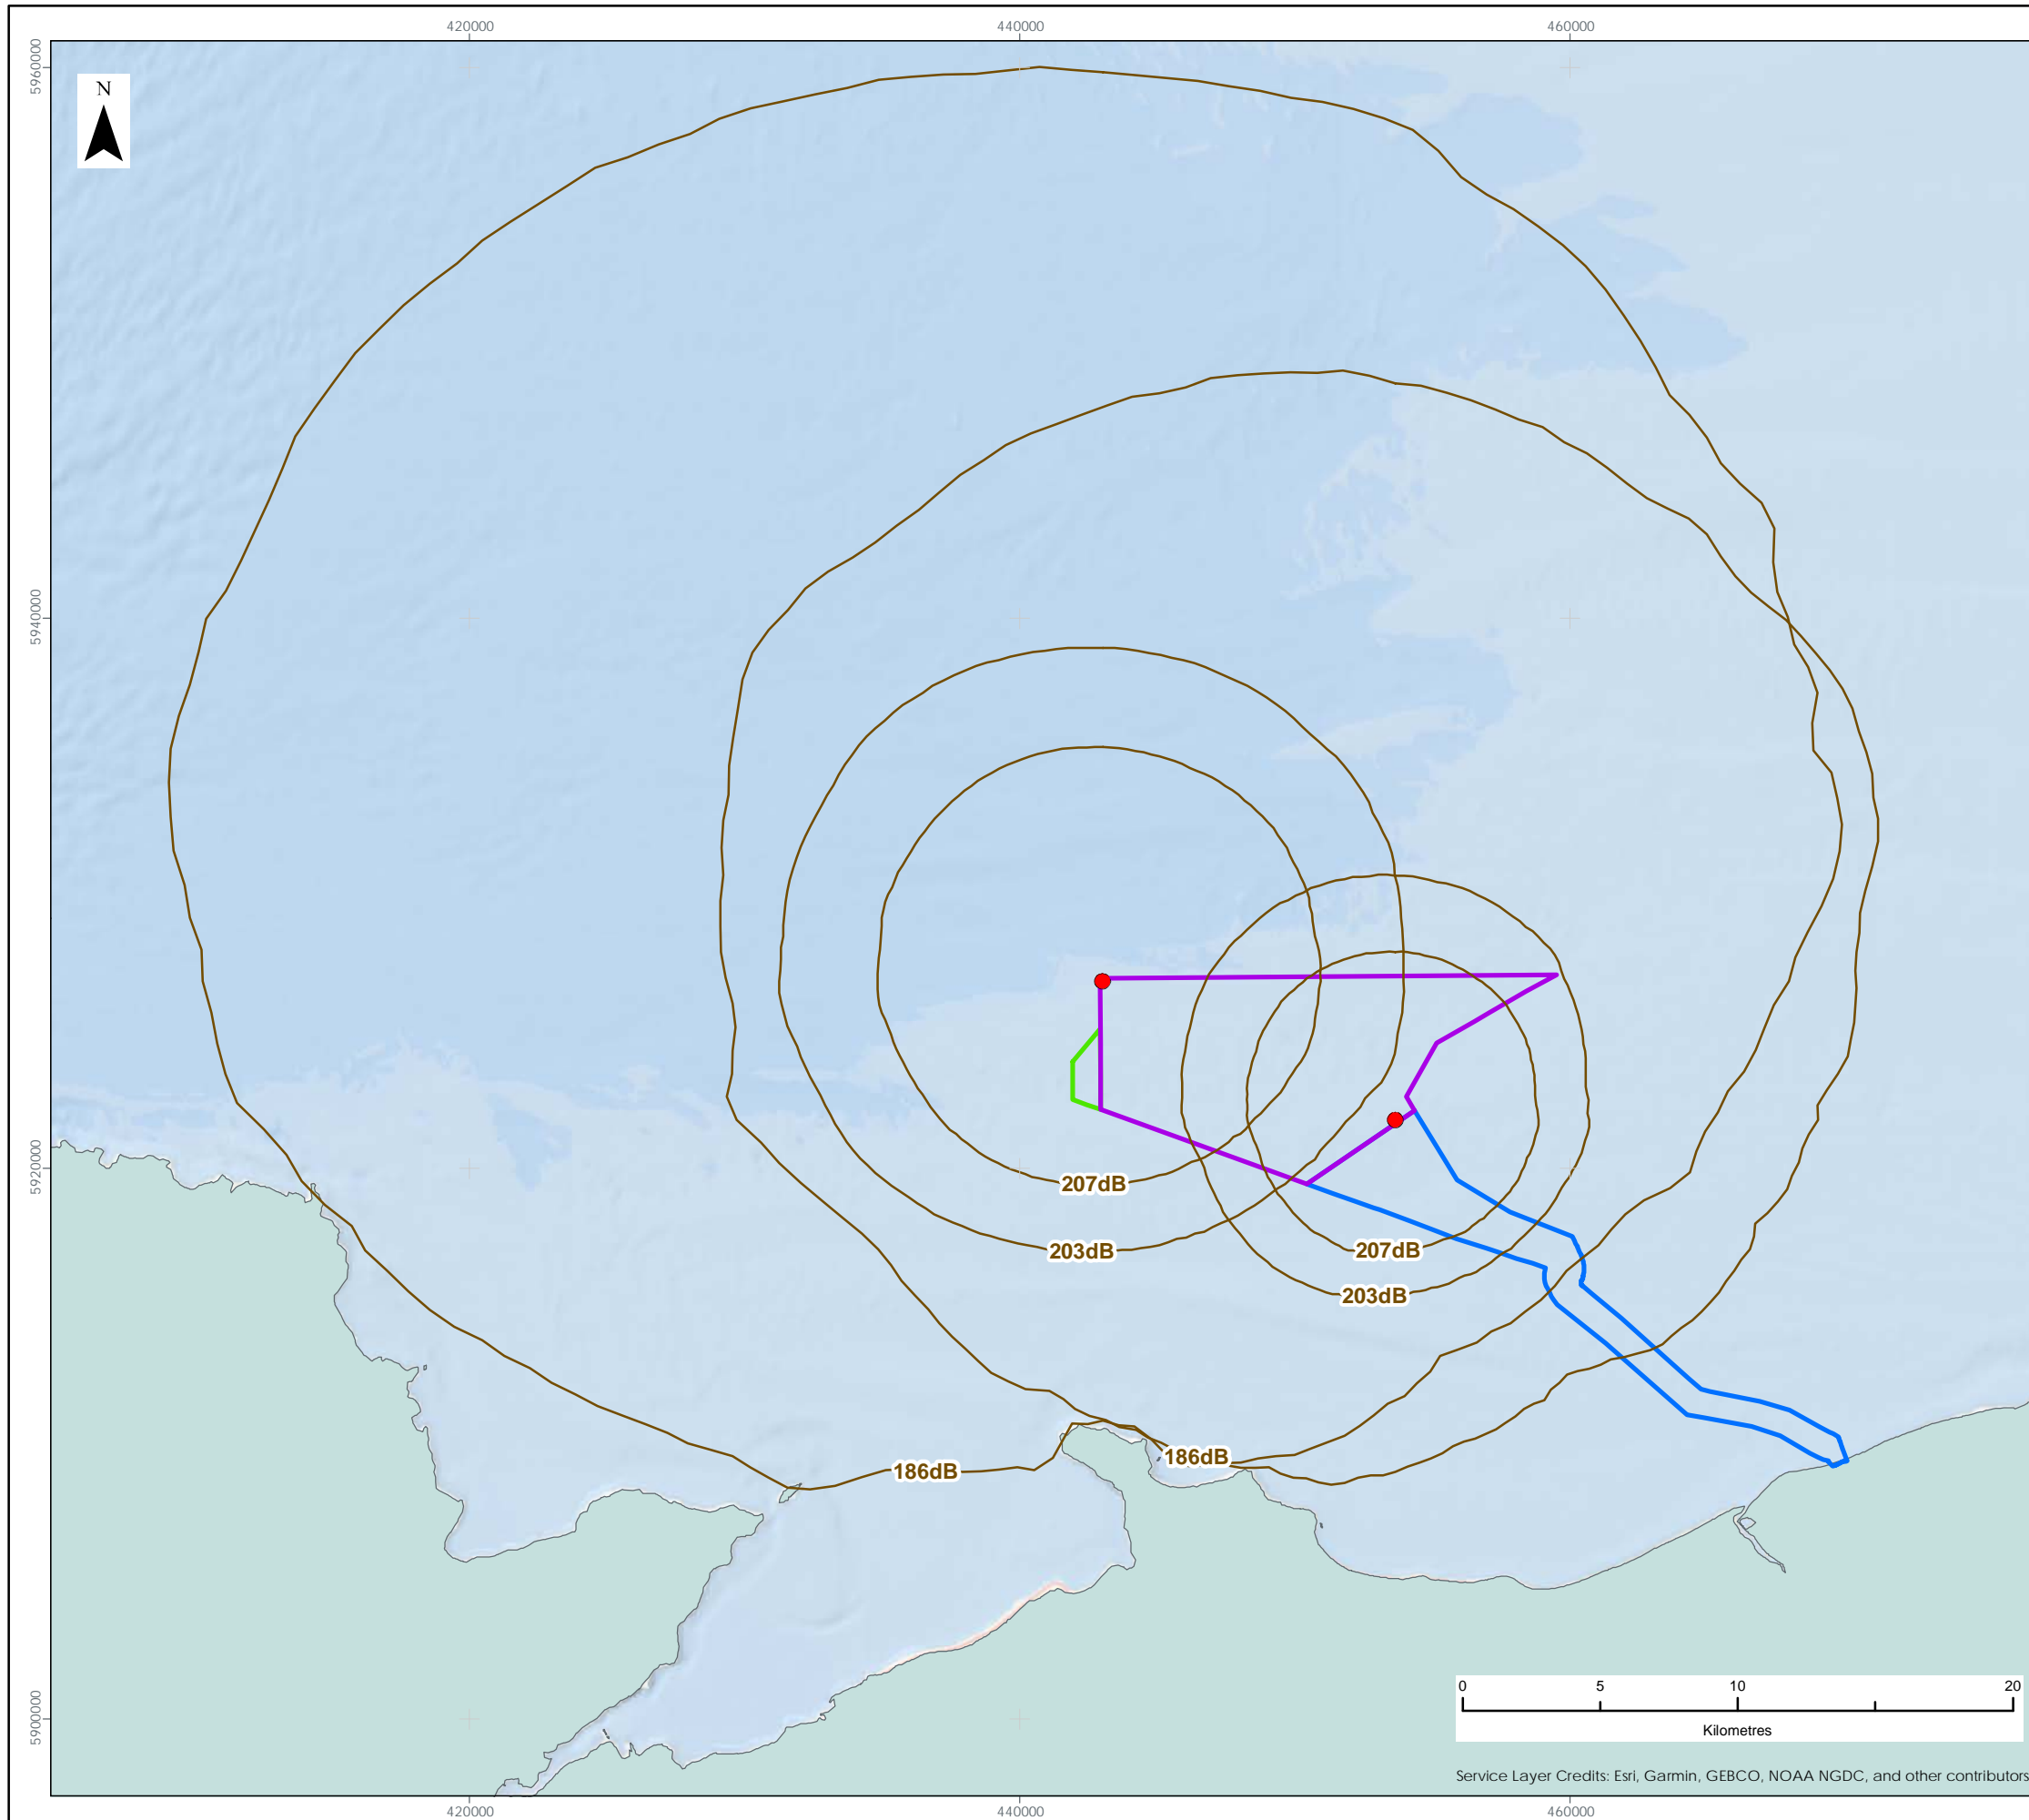 420000 440000 460000
5960000
N
5940000
5920000
207dB
203dB
207dB
203dB
186dB
186dB
5900000
0 5 10 20
Kilometres
Service Layer Credits: Esri, Garmin, GEBCO, NOAA NGDC, and other contributors
420000 440000 460000